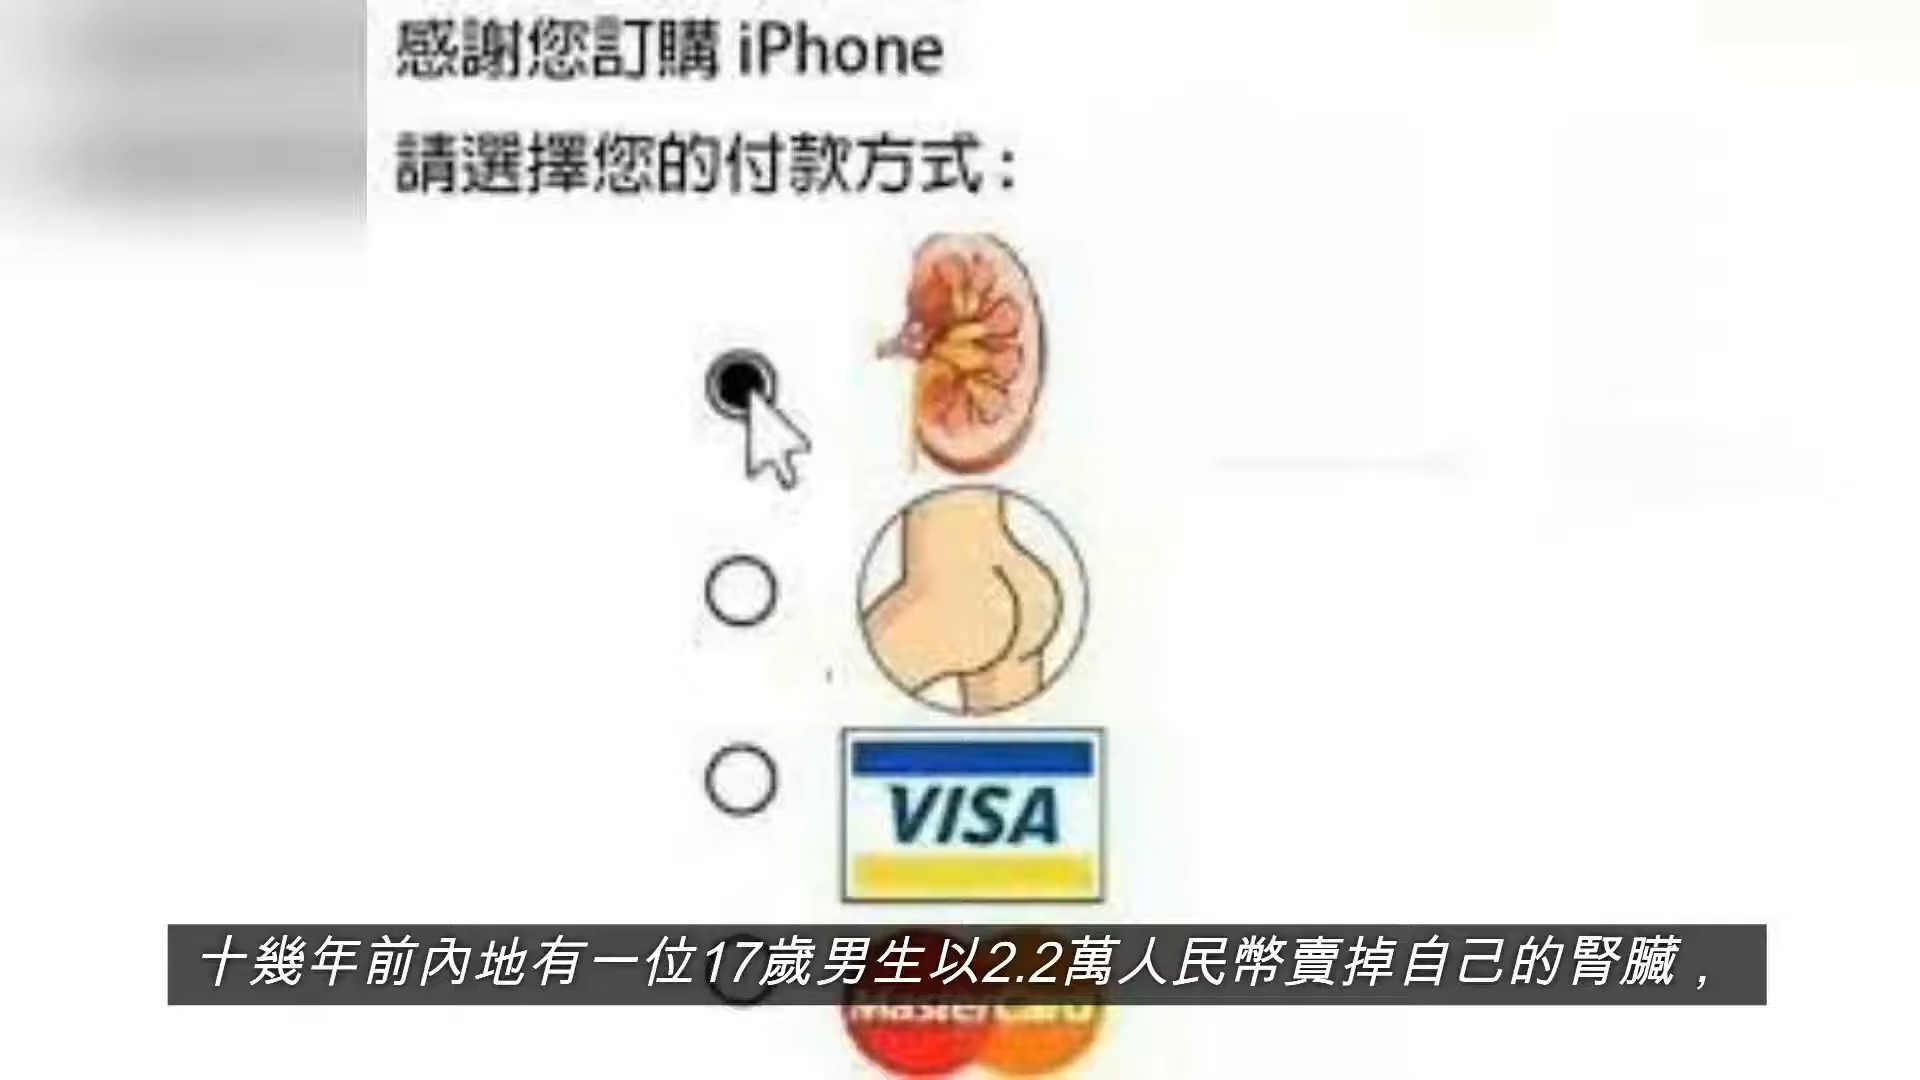 感謝您訂購 iPhone
請選擇您的付款方式:
VISA
十幾年前內地有一位17歲男生以2.2萬人民幣賣掉自己的腎臟,
MasterCard